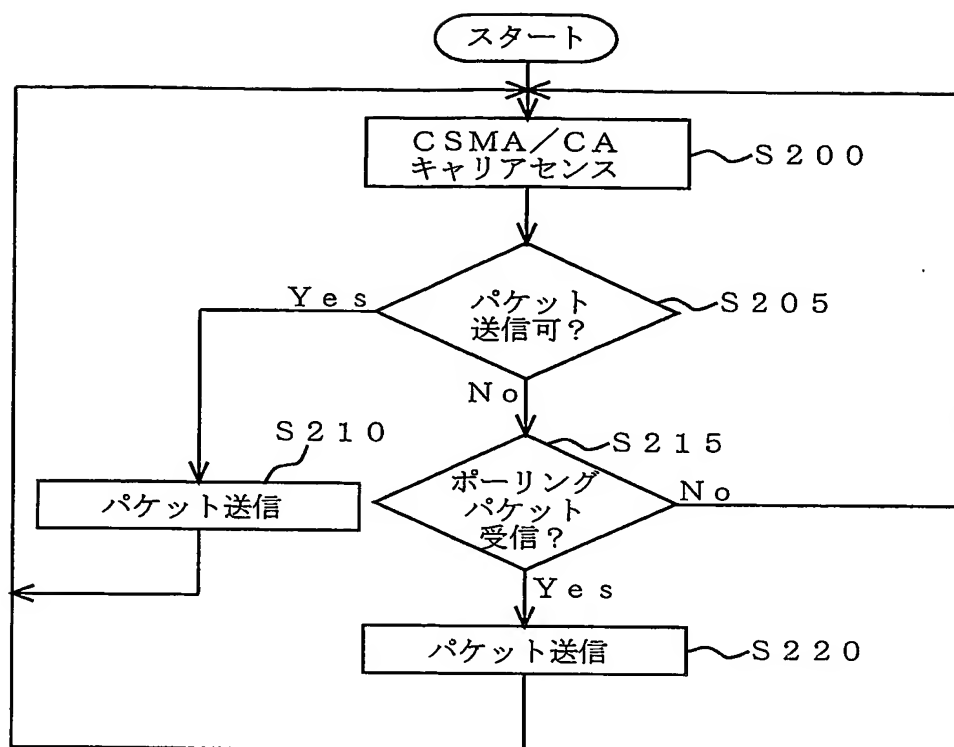 スタート
CSMA/CA
キャリアセンス
S200
Yes
パケット
送信可?
S205
No
S210
S215
パケット送信
ポーリング
パケット
受信?
No
Yes
パケット送信
S220